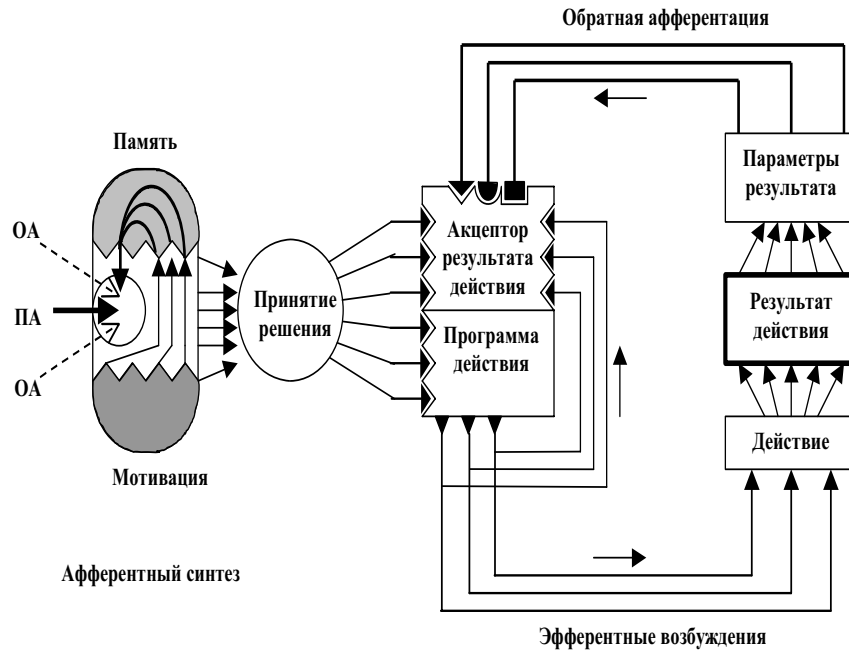 Обратная афферентация
Память
ОА
ПА
ОА
Мотивация
Афферентный синтез
Принятие
решения
Акцептор
результата
действия
Программа
действия
Параметры
результата
Результат
действия
Действие
Эфферентные возбуждения